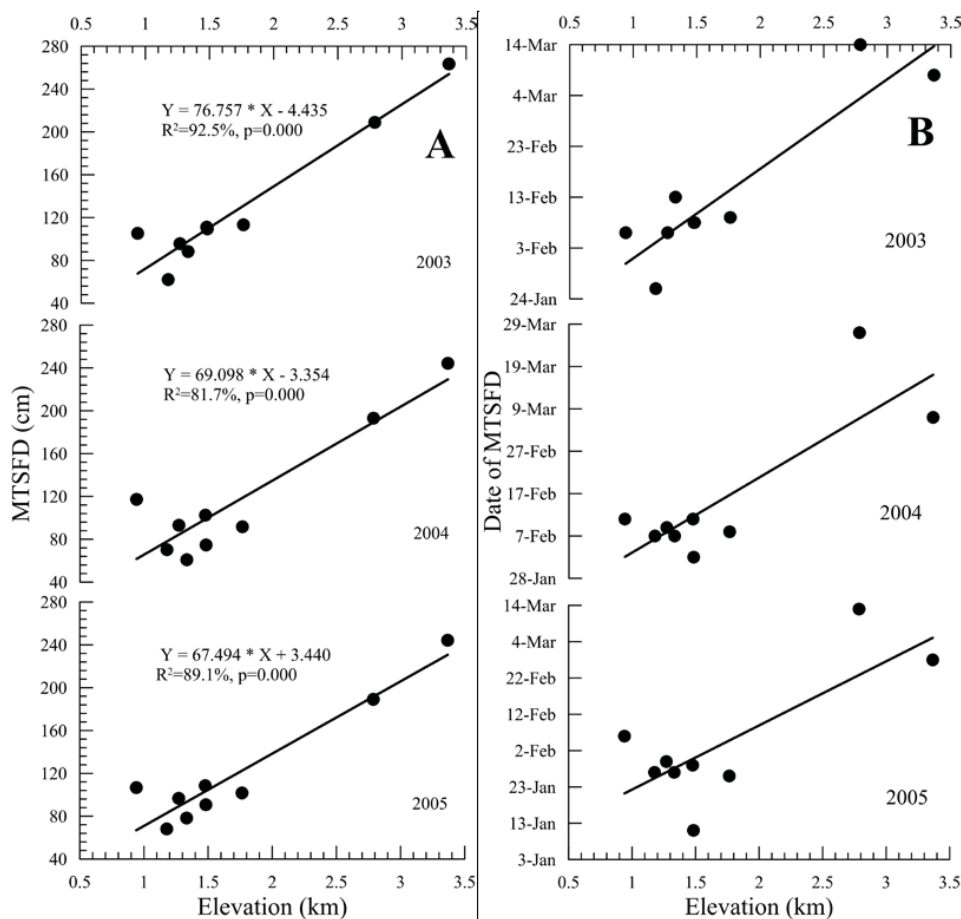 0.5 1 1.5 2 2.5 3 3.5
280
240
200
160
120
80
40
Y = 76.757 * X - 4.435
R²=92.5%, p=0.000
A
2003
280
240
200
160
120
80
40
Y = 69.098 * X - 3.354
R²=81.7%, p=0.000
2004
280
240
200
160
120
80
40
Y = 67.494 * X + 3.440
R²=89.1%, p=0.000
2005
MTSFD (cm)
0.5 1 1.5 2 2.5 3 3.5
Elevation (km)
0.5 1 1.5 2 2.5 3 3.5
14-Mar
4-Mar
23-Feb
13-Feb
3-Feb
24-Jan
B
2003
29-Mar
19-Mar
9-Mar
27-Feb
17-Feb
7-Feb
28-Jan
2004
14-Mar
4-Mar
22-Feb
12-Feb
2-Feb
23-Jan
13-Jan
3-Jan
2005
Date of MTSFD
0.5 1 1.5 2 2.5 3 3.5
Elevation (km)